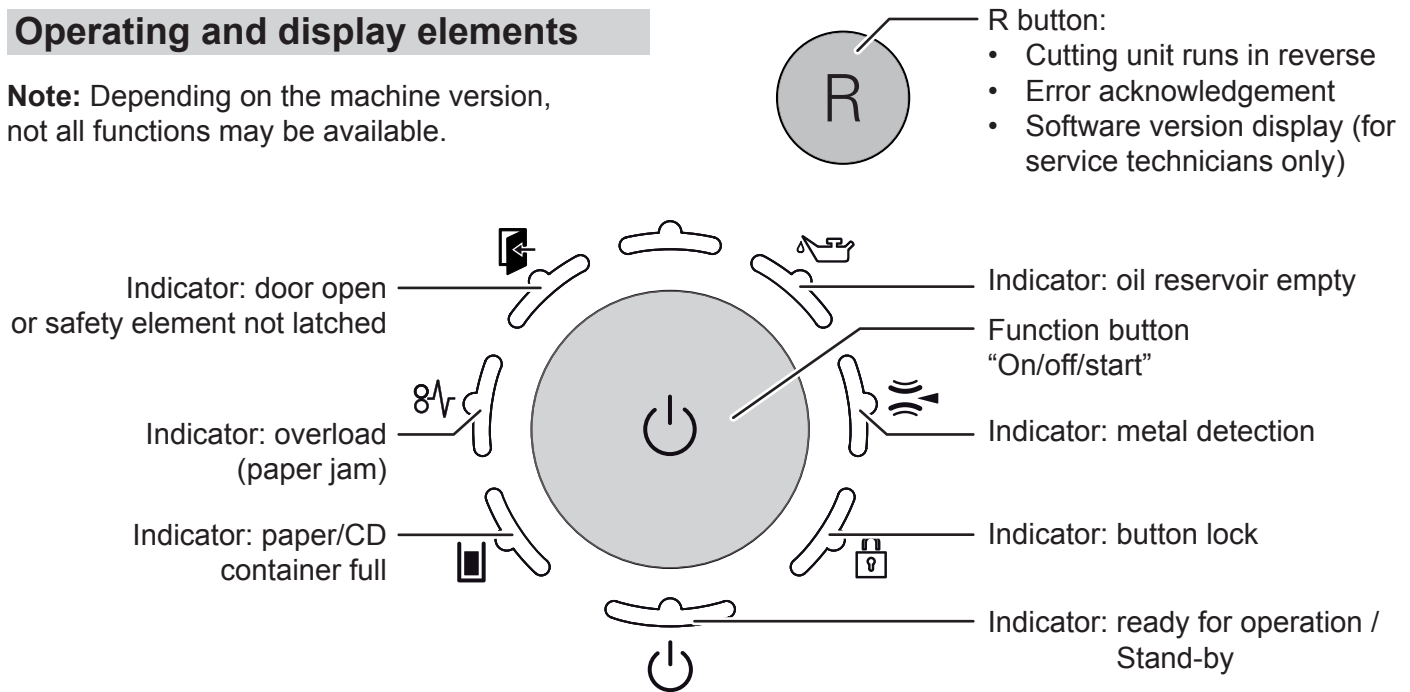 Operating and display elements
Note: Depending on the machine version,
not all functions may be available.
R
R button:
• Cutting unit runs in reverse
• Error acknowledgement
• Software version display (for
service technicians only)
Indicator: door open
or safety element not latched
Indicator: overload
(paper jam)
Indicator: paper/CD
container full
Indicator: oil reservoir empty
Function button
“On/off/start”
Indicator: metal detection
Indicator: button lock
Indicator: ready for operation /
Stand-by